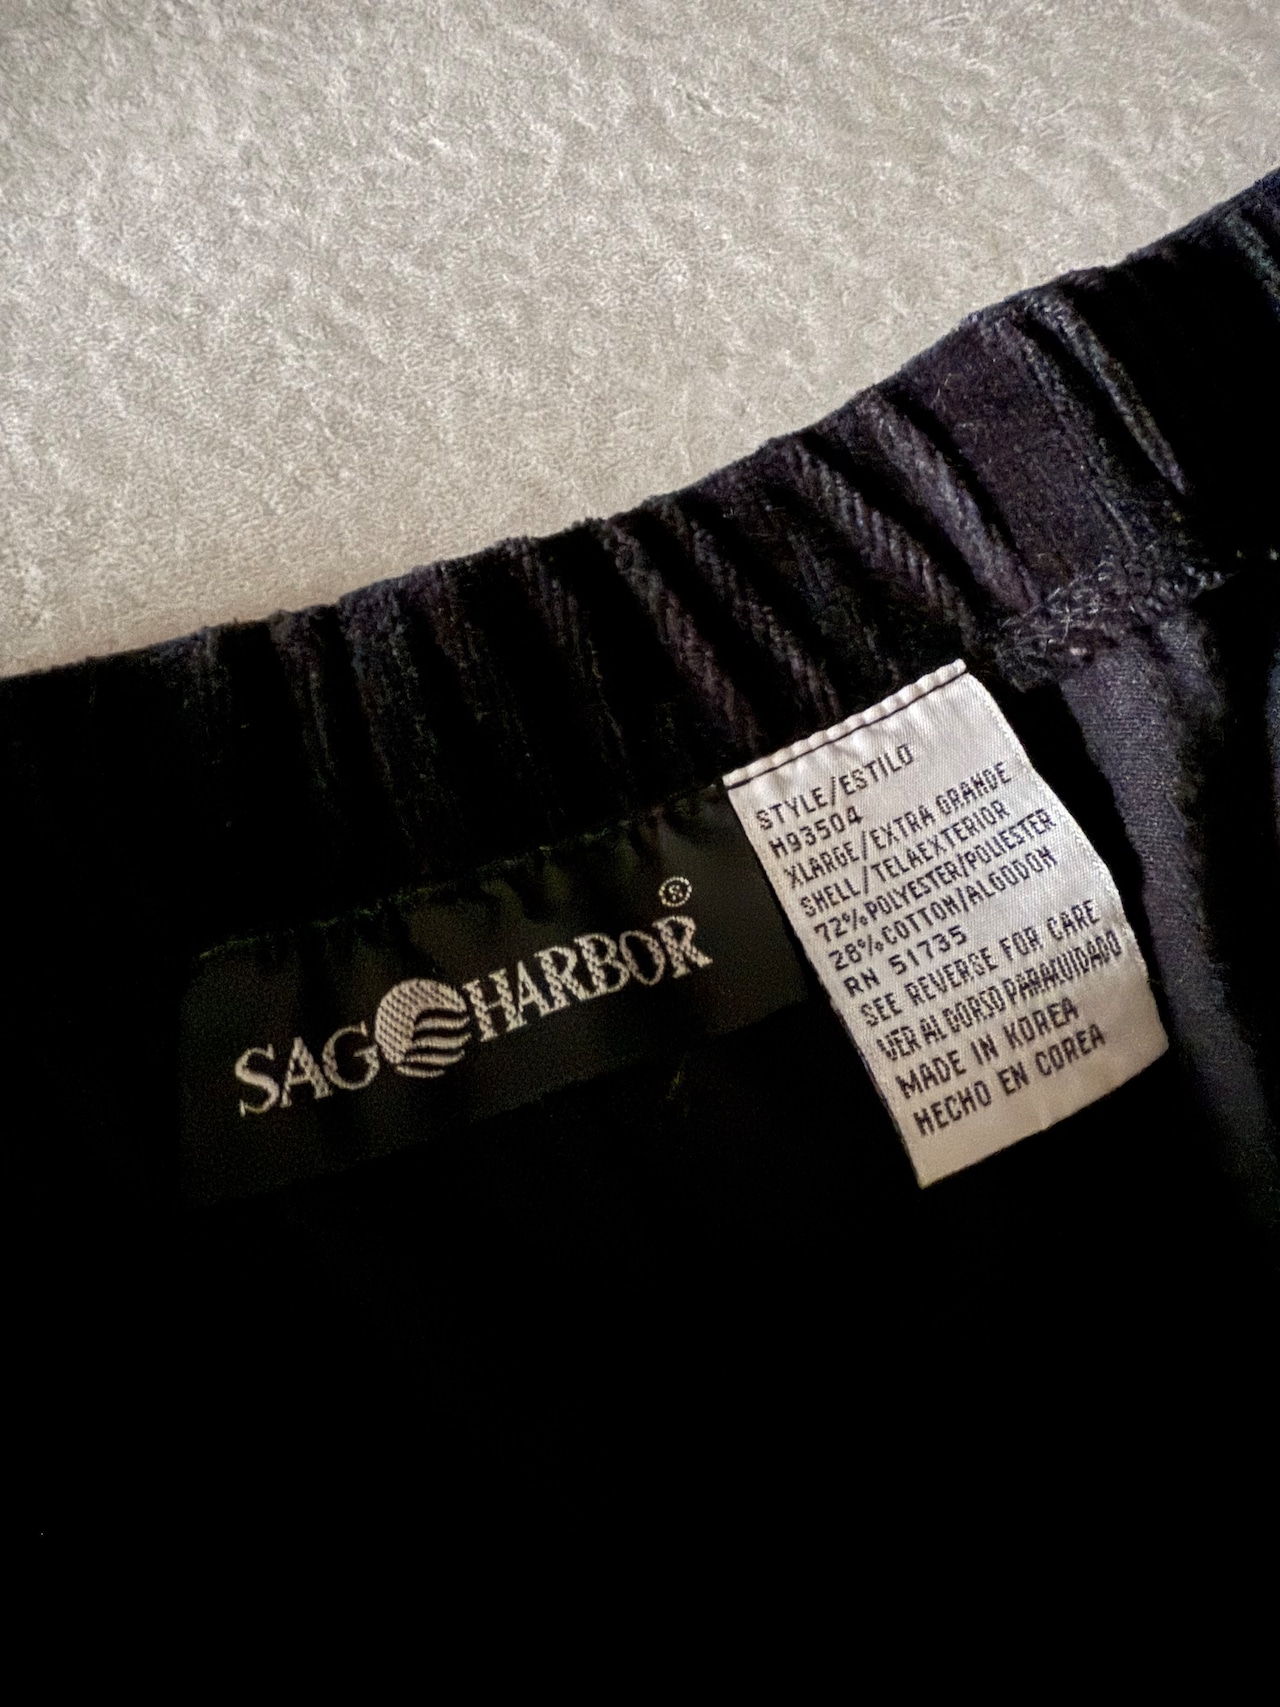 SAG HARBOR®
STYLE/ESTILO
H93504
XLARGE/EXTRA GRANDE
SHELL/TELAEXTERIOR
72%POLYESTER/POLIESTER
28%COTTON/ALGODON
RN 51735
SEE REVERSE FOR CARE
VER AL DORSO PARA CUIDADO
MADE IN KOREA
HECHO EN COREA